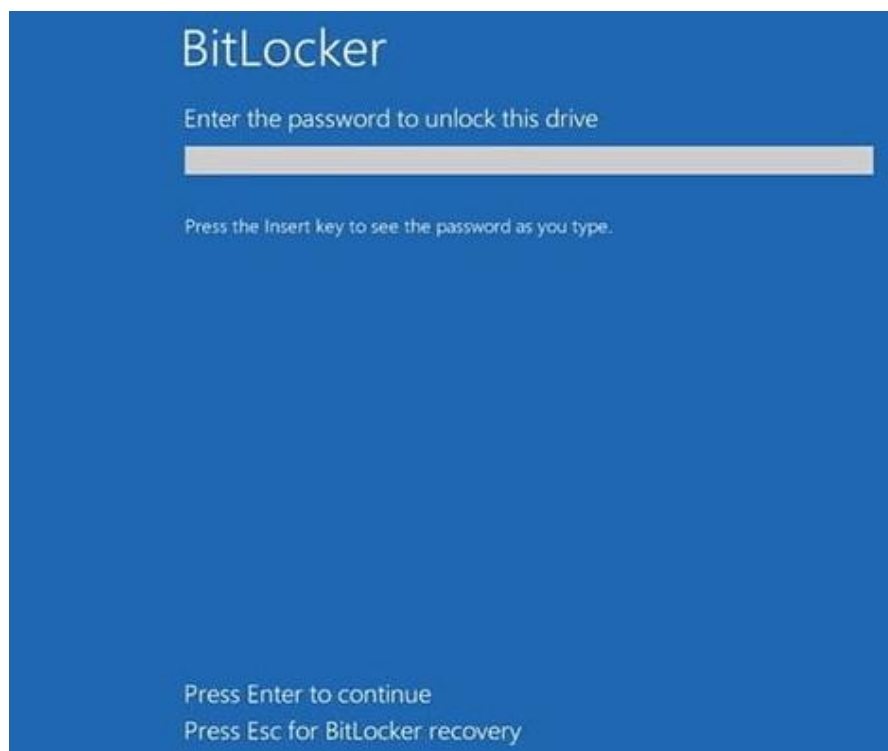 BitLocker
Enter the password to unlock this drive
Press the Insert key to see the password as you type.
Press Enter to continue
Press Esc for BitLocker recovery